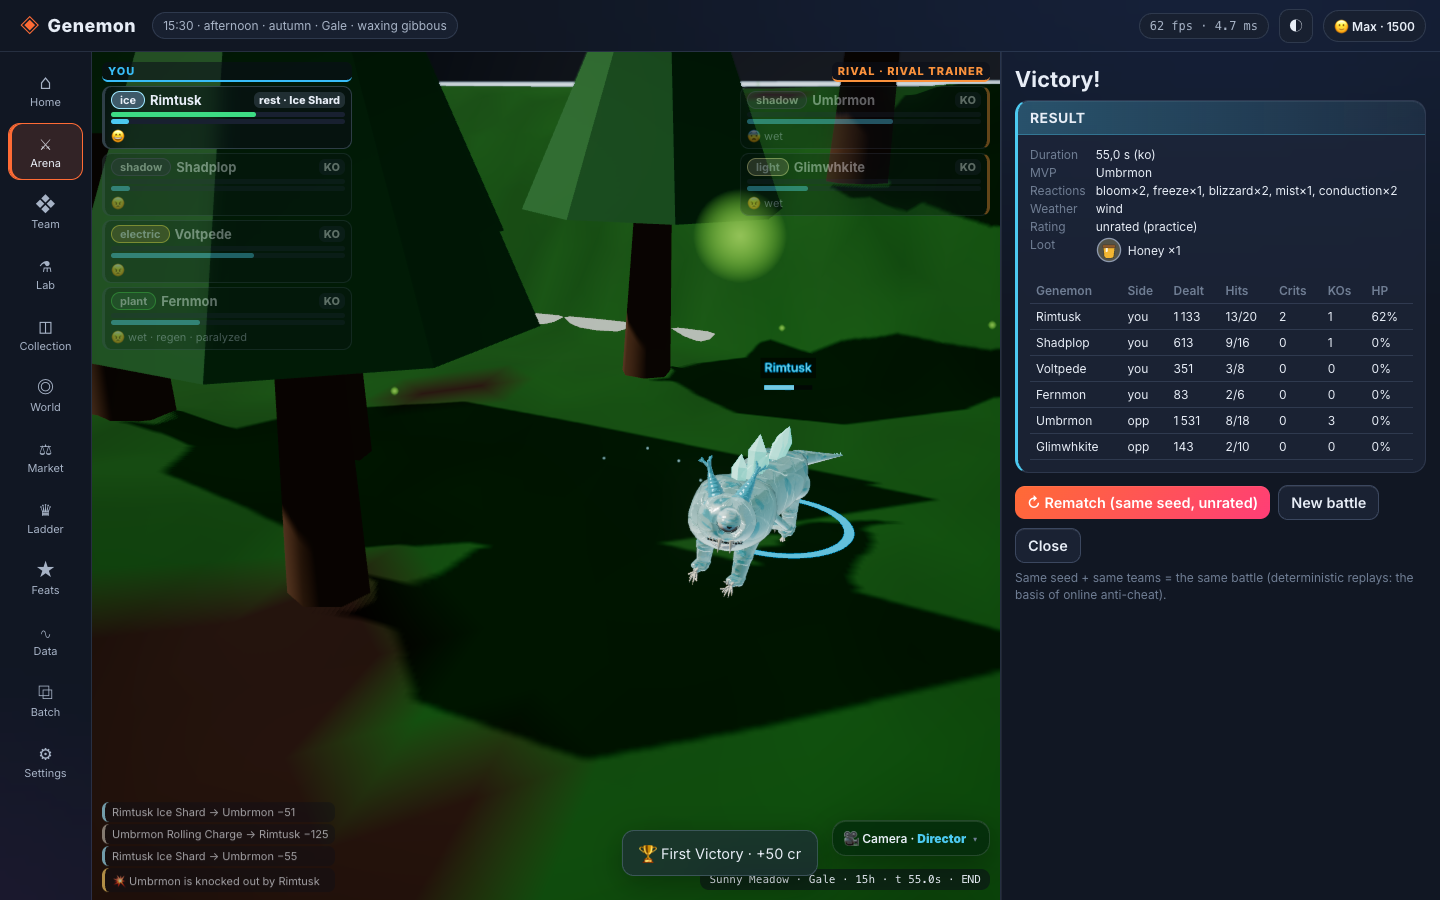 Genemon
15:30 · afternoon · autumn · Gale · waxing gibbous
62 fps · 4.7 ms
Max · 1500
Home
Arena
Team
Lab
Collection
World
Market
Ladder
Feats
Data
Batch
Settings
YOU
ice Rimtusk rest · Ice Shard
shadow Shadplop KO
electric Voltpede KO
plant Fernmon KO
wet · regen · paralyzed
RIVAL · RIVAL TRAINER
shadow Umbrmon KO
wet
light Glimwhkite KO
wet
Rimtusk
Rimtusk Ice Shard → Umbrmon −51
Umbrmon Rolling Charge → Rimtusk −125
Rimtusk Ice Shard → Umbrmon −55
Umbrmon is knocked out by Rimtusk
First Victory · +50 cr
Camera · Director
Sunny Meadow · Gale · 15h · t 55.0s · END
Victory!
RESULT
Duration 55,0 s (ko)
MVP Umbrmon
Reactions bloom×2, freeze×1, blizzard×2, mist×1, conduction×2
Weather wind
Rating unrated (practice)
Loot Honey ×1
Genemon Side Dealt Hits Crits KOs HP
Rimtusk you 1 133 13/20 2 1 62%
Shadplop you 613 9/16 0 1 0%
Voltpede you 351 3/8 0 0 0%
Fernmon you 83 2/6 0 0 0%
Umbrmon opp 1 531 8/18 0 3 0%
Glimwhkite opp 143 2/10 0 0 0%
↻ Rematch (same seed, unrated)
New battle
Close
Same seed + same teams = the same battle (deterministic replays: the
basis of online anti-cheat).